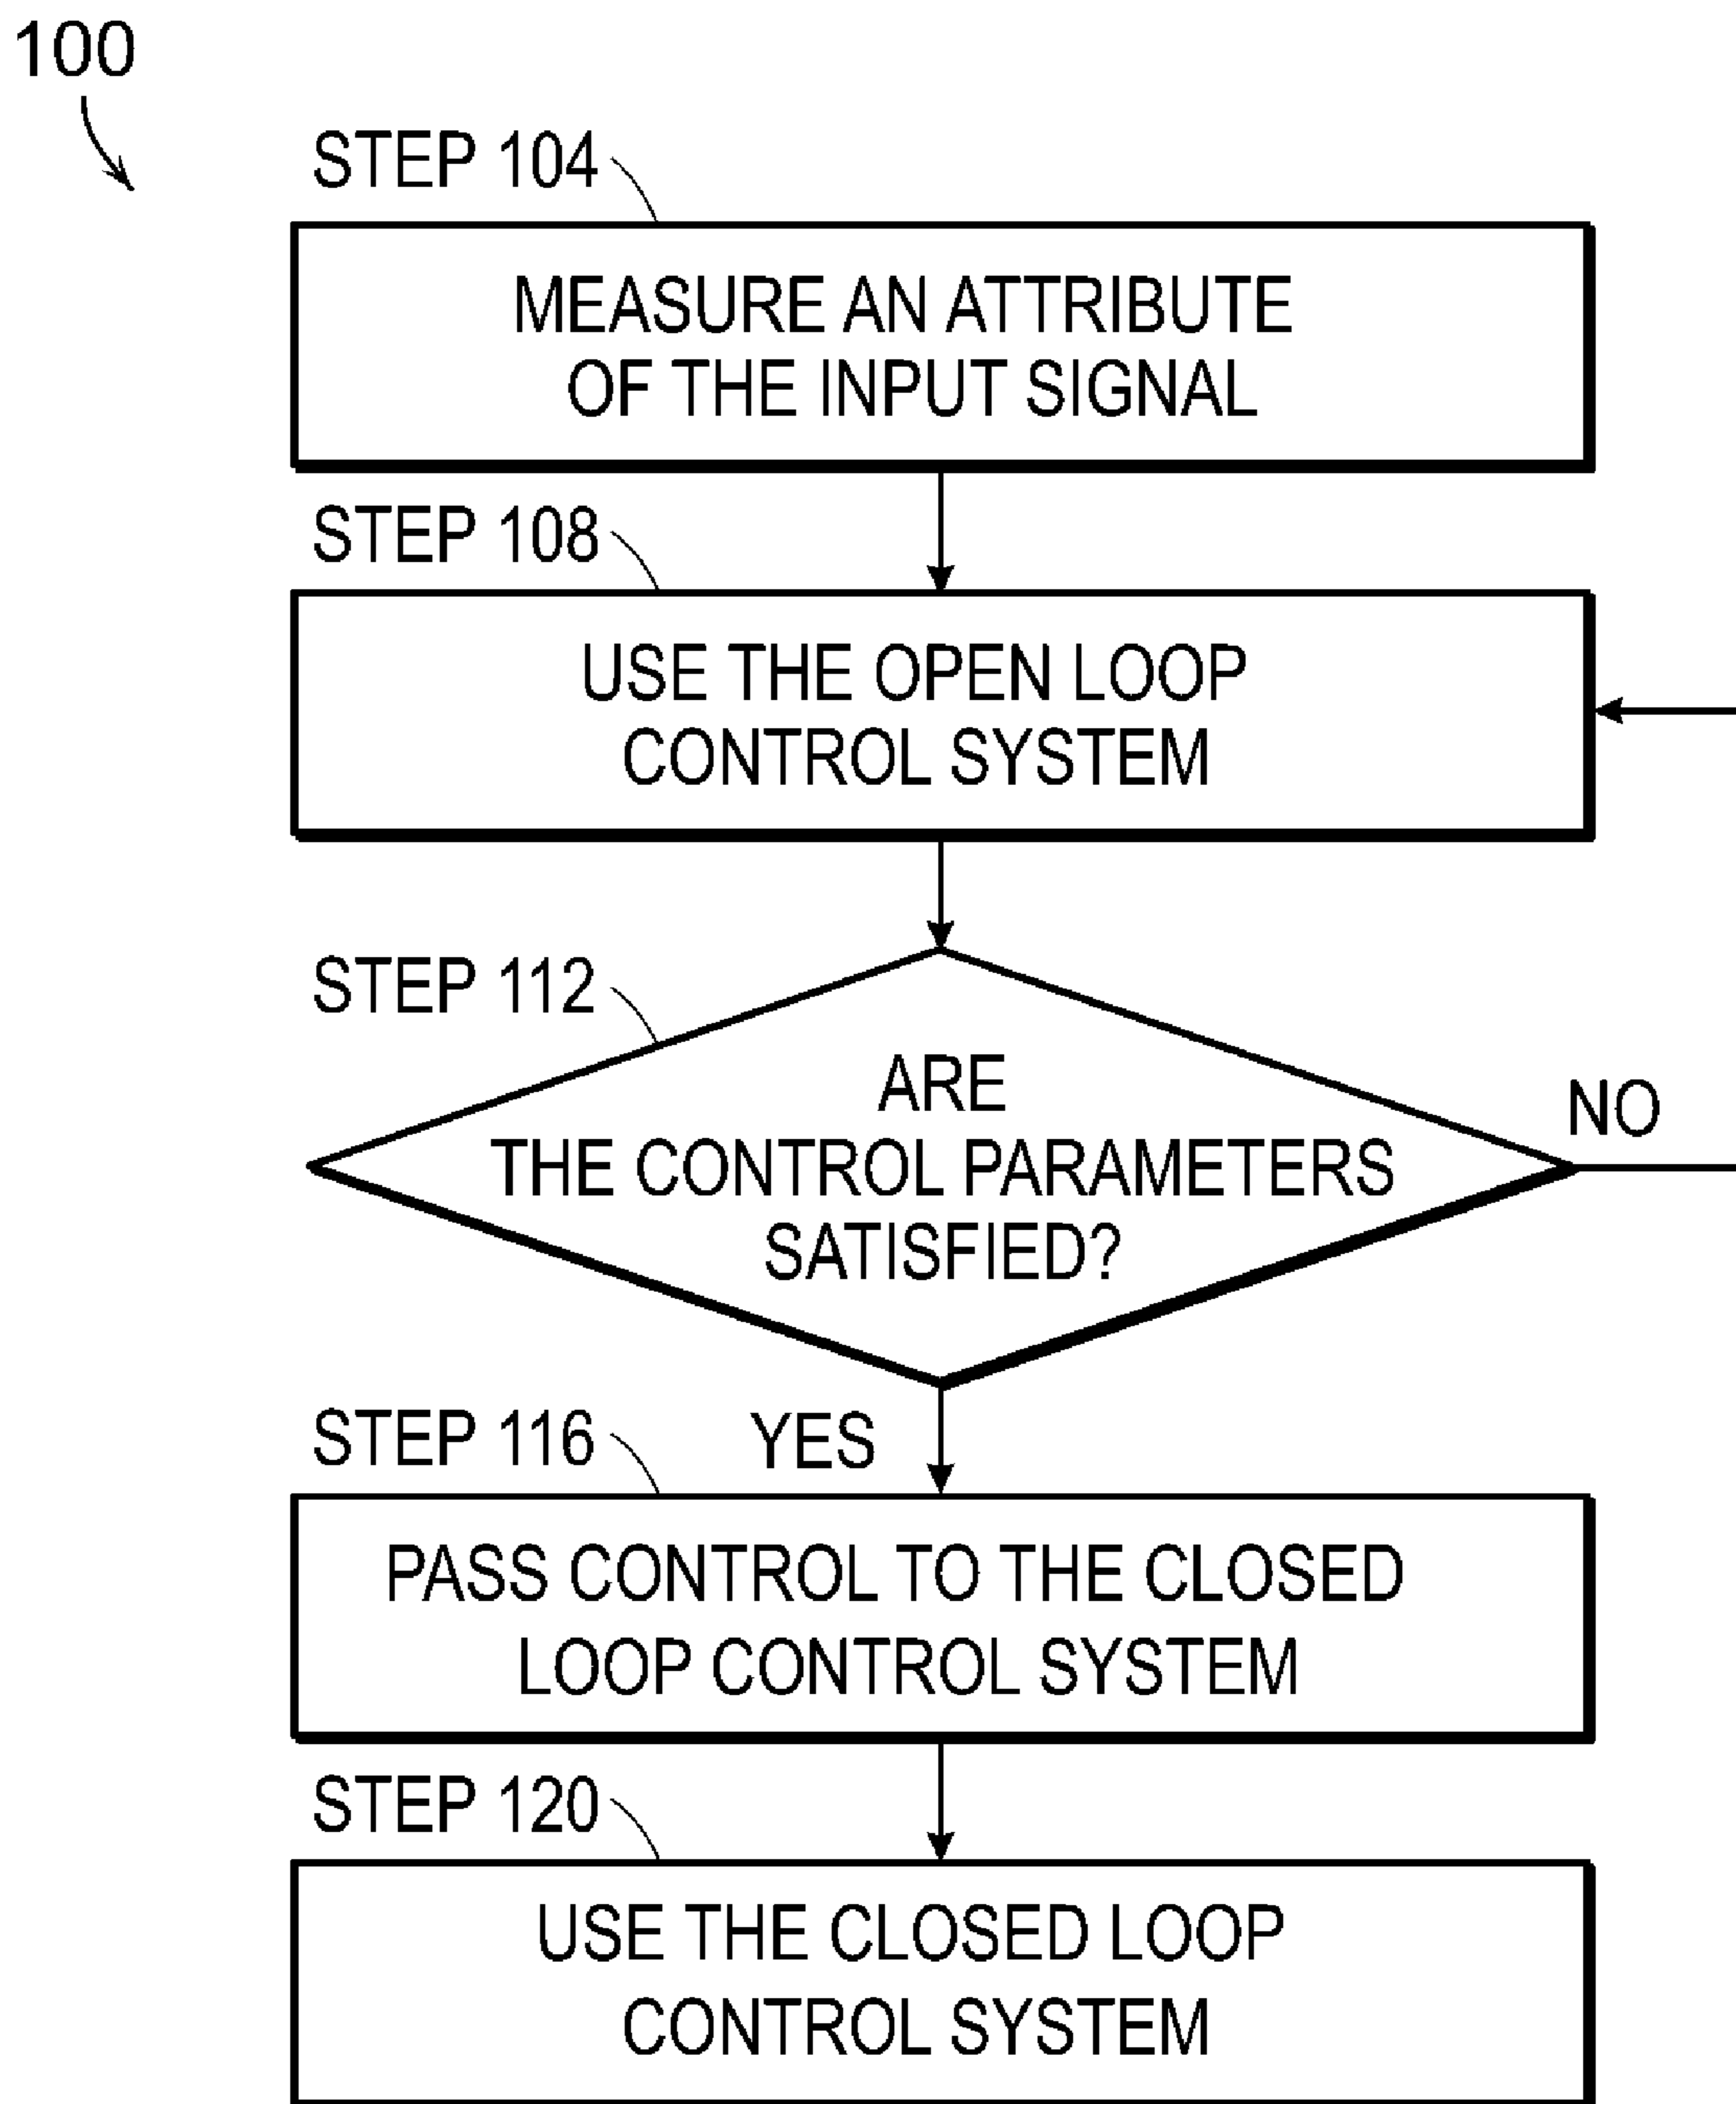 100
STEP 104
MEASURE AN ATTRIBUTE
OF THE INPUT SIGNAL
STEP 108
USE THE OPEN LOOP
CONTROL SYSTEM
STEP 112
ARE
THE CONTROL PARAMETERS
SATISFIED?
NO
STEP 116
YES
PASS CONTROL TO THE CLOSED
LOOP CONTROL SYSTEM
STEP 120
USE THE CLOSED LOOP
CONTROL SYSTEM